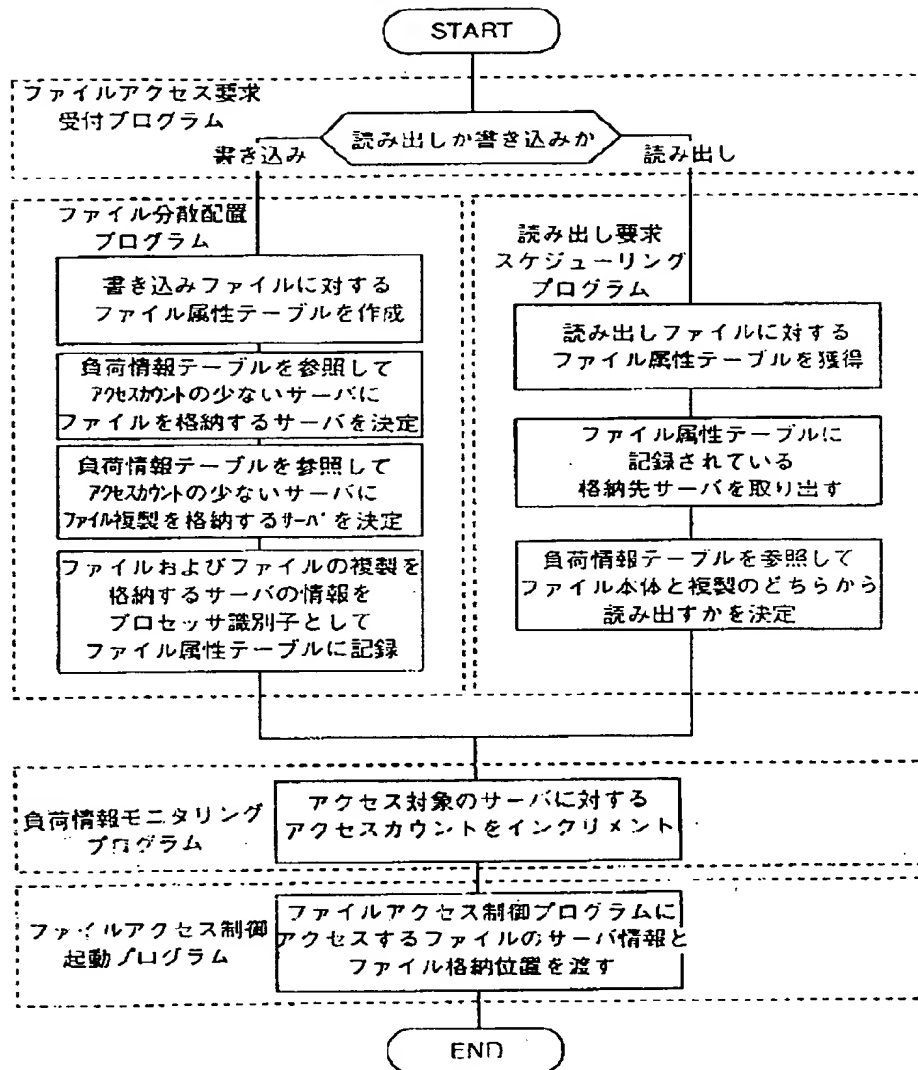 START
ファイルアクセス要求
受付プログラム
読み出しか書き込みか
書き込み
読み出し
ファイル分散配置
プログラム
書き込みファイルに対する
ファイル属性テーブルを作成
負荷情報テーブルを参照して
アクセスカウントの少ないサーバに
ファイルを格納するサーバを決定
負荷情報テーブルを参照して
アクセスカウントの少ないサーバに
ファイル複製を格納するサーバを決定
ファイルおよびファイルの複製を
格納するサーバの情報を
プロセッサ識別子として
ファイル属性テーブルに記録
読み出し要求
スケジューリング
プログラム
読み出しファイルに対する
ファイル属性テーブルを獲得
ファイル属性テーブルに
記録されている
格納先サーバを取り出す
負荷情報テーブルを参照して
ファイル本体と複製のどちらから
読み出すかを決定
負荷情報モニタリング
プログラム
アクセス対象のサーバに対する
アクセスカウントをインクリメント
ファイルアクセス制御
起動プログラム
ファイルアクセス制御プログラムに
アクセスするファイルのサーバ情報と
ファイル格納位置を渡す
END